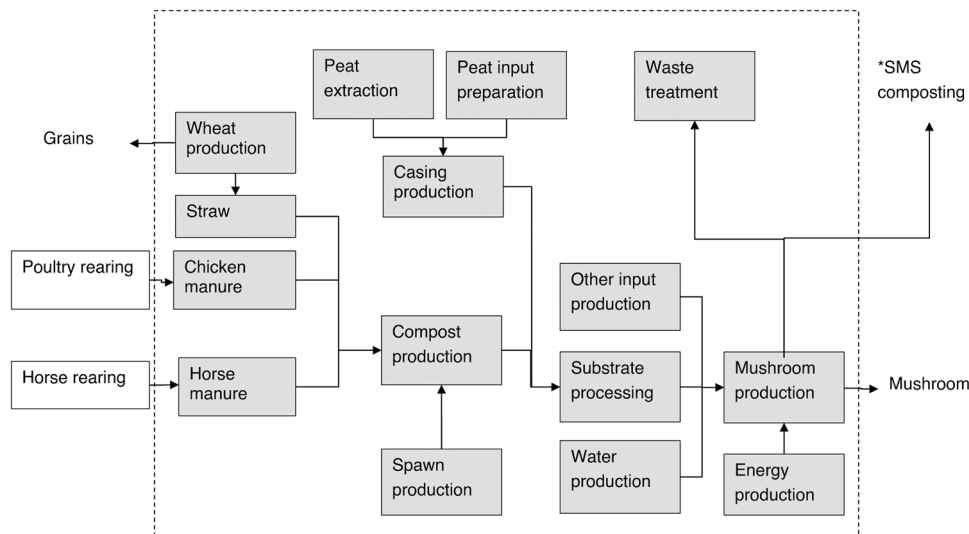 Peat
extraction
Peat input
preparation
Waste
treatment
*SMS
composting
Grains
Wheat
production
Casing
production
Straw
Poultry rearing
Chicken
manure
Other input
production
Compost
production
Horse rearing
Horse
manure
Substrate
processing
Mushroom
production
Mushroom
Spawn
production
Water
production
Energy
production